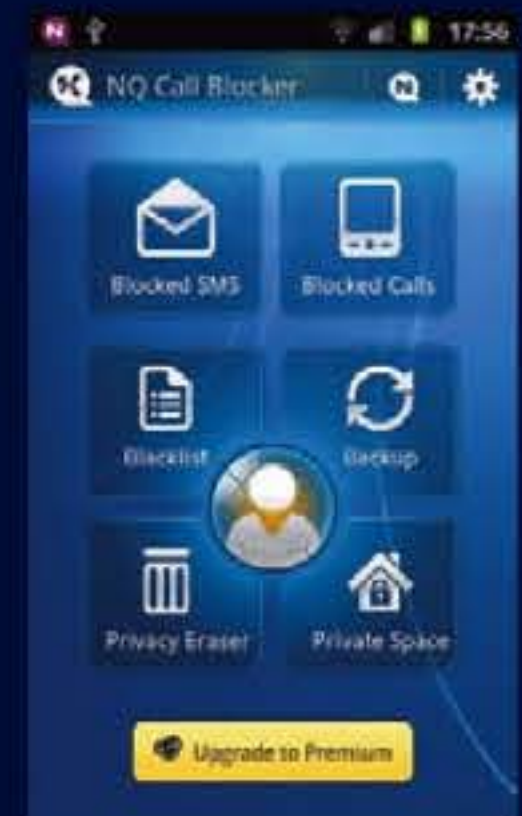 17:56
NQ Call Blocker
Blocked SMS Blocked Calls
Blacklist Backup
Privacy Eraser Private Space
Upgrade to Premium